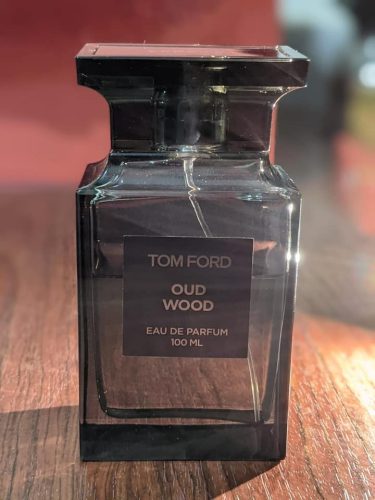 TOM FORD
OUD
WOOD
EAU DE PARFUM
100 ML